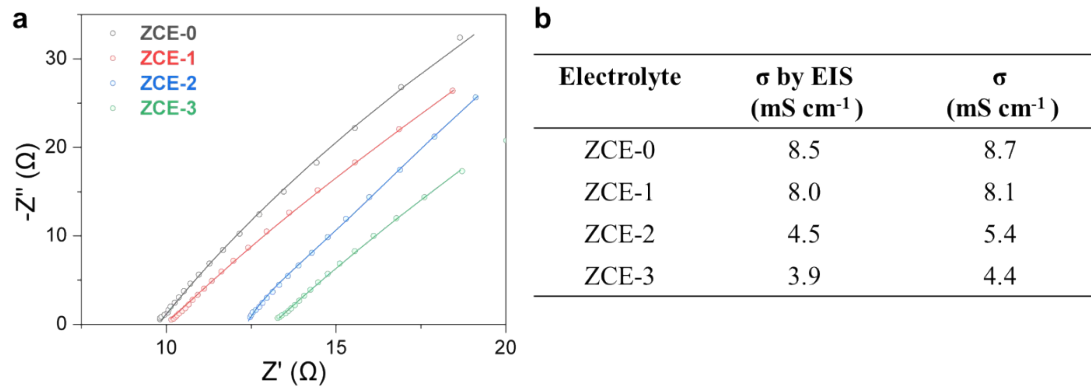 a
ZCE-0
ZCE-1
ZCE-2
ZCE-3
30
20
10
0
-Z'' (Ω)
10
15
20
Z' (Ω)
b
Electrolyte σ by EIS (mS cm⁻¹) σ (mS cm⁻¹)
ZCE-0 8.5 8.7
ZCE-1 8.0 8.1
ZCE-2 4.5 5.4
ZCE-3 3.9 4.4